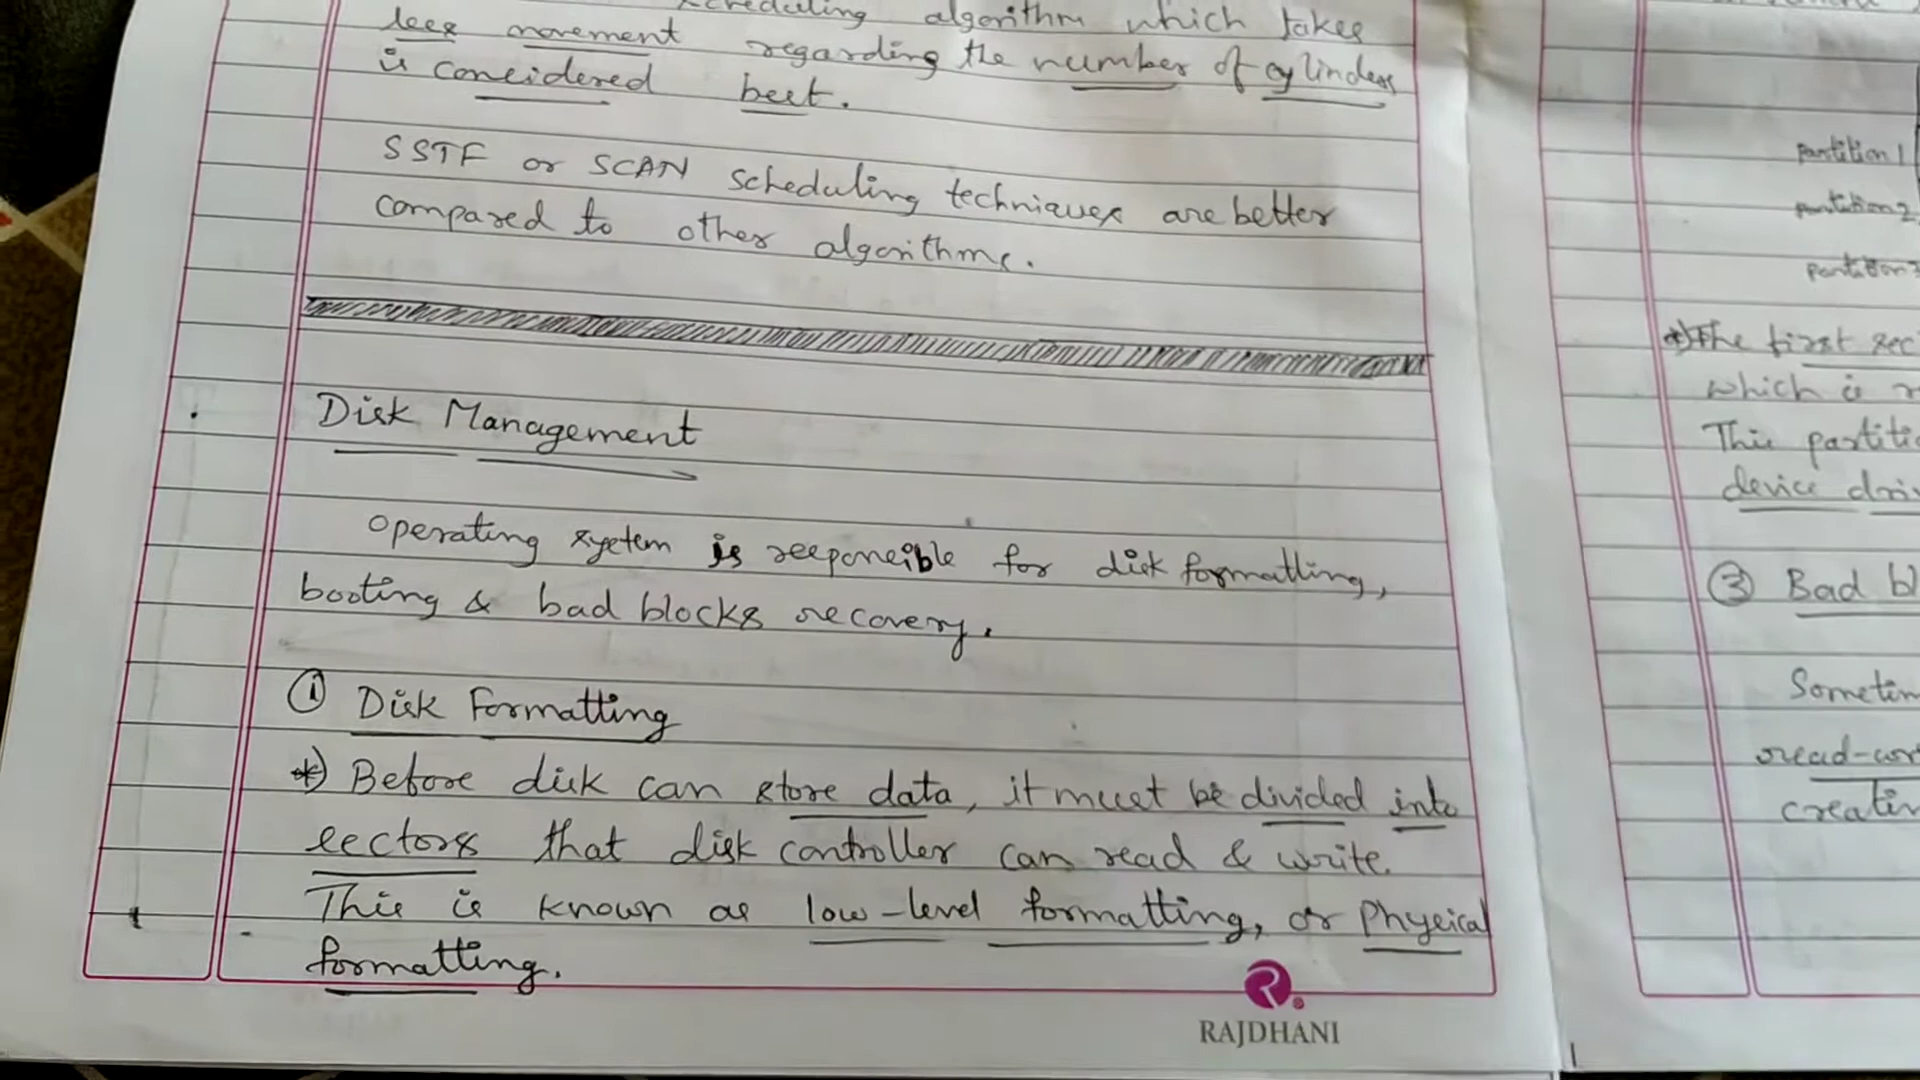 scheduling algorithm which takes
less movement regarding the number of cylinders
is considered best.
SSTF or SCAN scheduling techniques are better
compared to other algorithms.
Disk Management
operating system is responsible for disk formatting,
booting & bad blocks recovery.
① Disk Formatting
*) Before disk can store data, it must be divided into
sectors that disk controller can read & write.
This is known as low-level formatting, or physical
formatting.
RAJDHANI
partition 1
partition 2
partition 3
*) The first sec
which is
This partiti
device dri
③ Bad bl
Sometim
read-wr
creatin